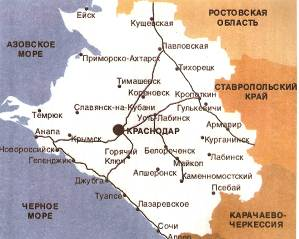 Ейск
Кущевская
РОСТОВСКАЯ
ОБЛАСТЬ
АЗОВСКОЕ
МОРЕ
Павловская
Приморско-Ахтарск
Тихорецк
Тимашевск
Кореновск
СТАВРОПОЛЬСКИЙ
КРАЙ
Славянск-на-Кубани
Кропоткин
Темрюк
Усть-Лабинск
Гулькевичи
Анапа
КРАСНОДАР
Армавир
Крымск
Курганинск
Новороссийск
Горячий
Ключ
Белореченск
Лабинск
Геленджик
Майкоп
Апшеронск
Джубга
Каменномостский
Псебай
ЧЕРНОЕ
МОРЕ
Туапсе
Лазаревское
КАРАЧАЕВО-
ЧЕРКЕССИЯ
Сочи